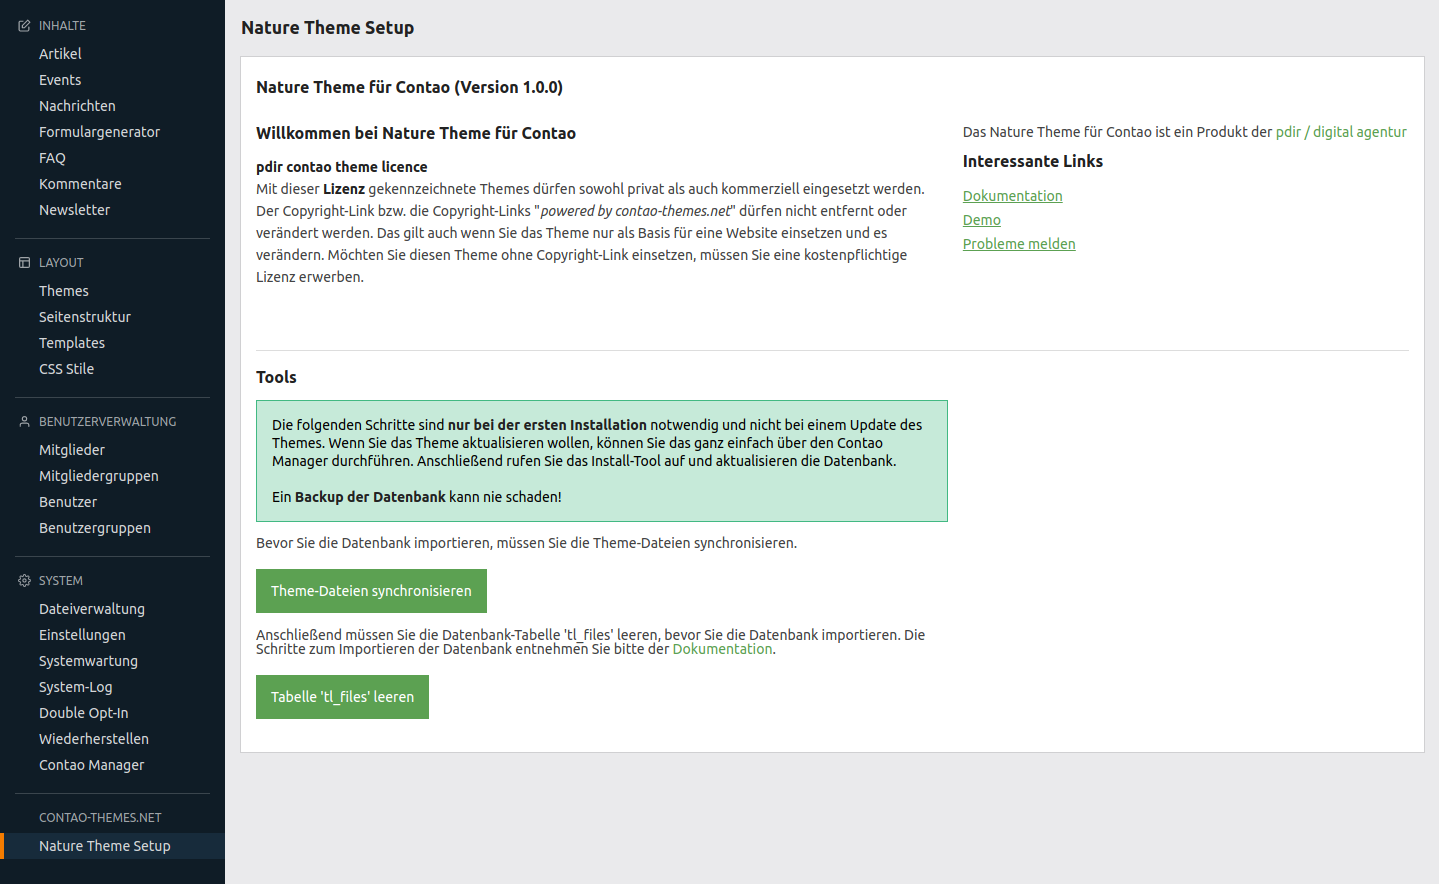 INHALTE
Artikel
Events
Nachrichten
Formulargenerator
FAQ
Kommentare
Newsletter
LAYOUT
Themes
Seitenstruktur
Templates
CSS Stile
BENUTZERVERWALTUNG
Mitglieder
Mitgliedergruppen
Benutzer
Benutzergruppen
SYSTEM
Dateiverwaltung
Einstellungen
Systemwartung
System-Log
Double Opt-In
Wiederherstellen
Contao Manager
CONTAO-THEMES.NET
Nature Theme Setup
Nature Theme Setup
Nature Theme für Contao (Version 1.0.0)
Willkommen bei Nature Theme für Contao
pdir contao theme licence
Mit dieser Lizenz gekennzeichnete Themes dürfen sowohl privat als auch kommerziell eingesetzt werden.
Der Copyright-Link bzw. die Copyright-Links "powered by contao-themes.net" dürfen nicht entfernt oder
verändert werden. Das gilt auch wenn Sie das Theme nur als Basis für eine Website einsetzen und es
verändern. Möchten Sie diesen Theme ohne Copyright-Link einsetzen, müssen Sie eine kostenpflichtige
Lizenz erwerben.
Das Nature Theme für Contao ist ein Produkt der pdir / digital agentur
Interessante Links
Dokumentation
Demo
Probleme melden
Tools
Die folgenden Schritte sind nur bei der ersten Installation notwendig und nicht bei einem Update des
Themes. Wenn Sie das Theme aktualisieren wollen, können Sie das ganz einfach über den Contao
Manager durchführen. Anschließend rufen Sie das Install-Tool auf und aktualisieren die Datenbank.
Ein Backup der Datenbank kann nie schaden!
Bevor Sie die Datenbank importieren, müssen Sie die Theme-Dateien synchronisieren.
Theme-Dateien synchronisieren
Anschließend müssen Sie die Datenbank-Tabelle 'tl_files' leeren, bevor Sie die Datenbank importieren. Die
Schritte zum Importieren der Datenbank entnehmen Sie bitte der Dokumentation.
Tabelle 'tl_files' leeren